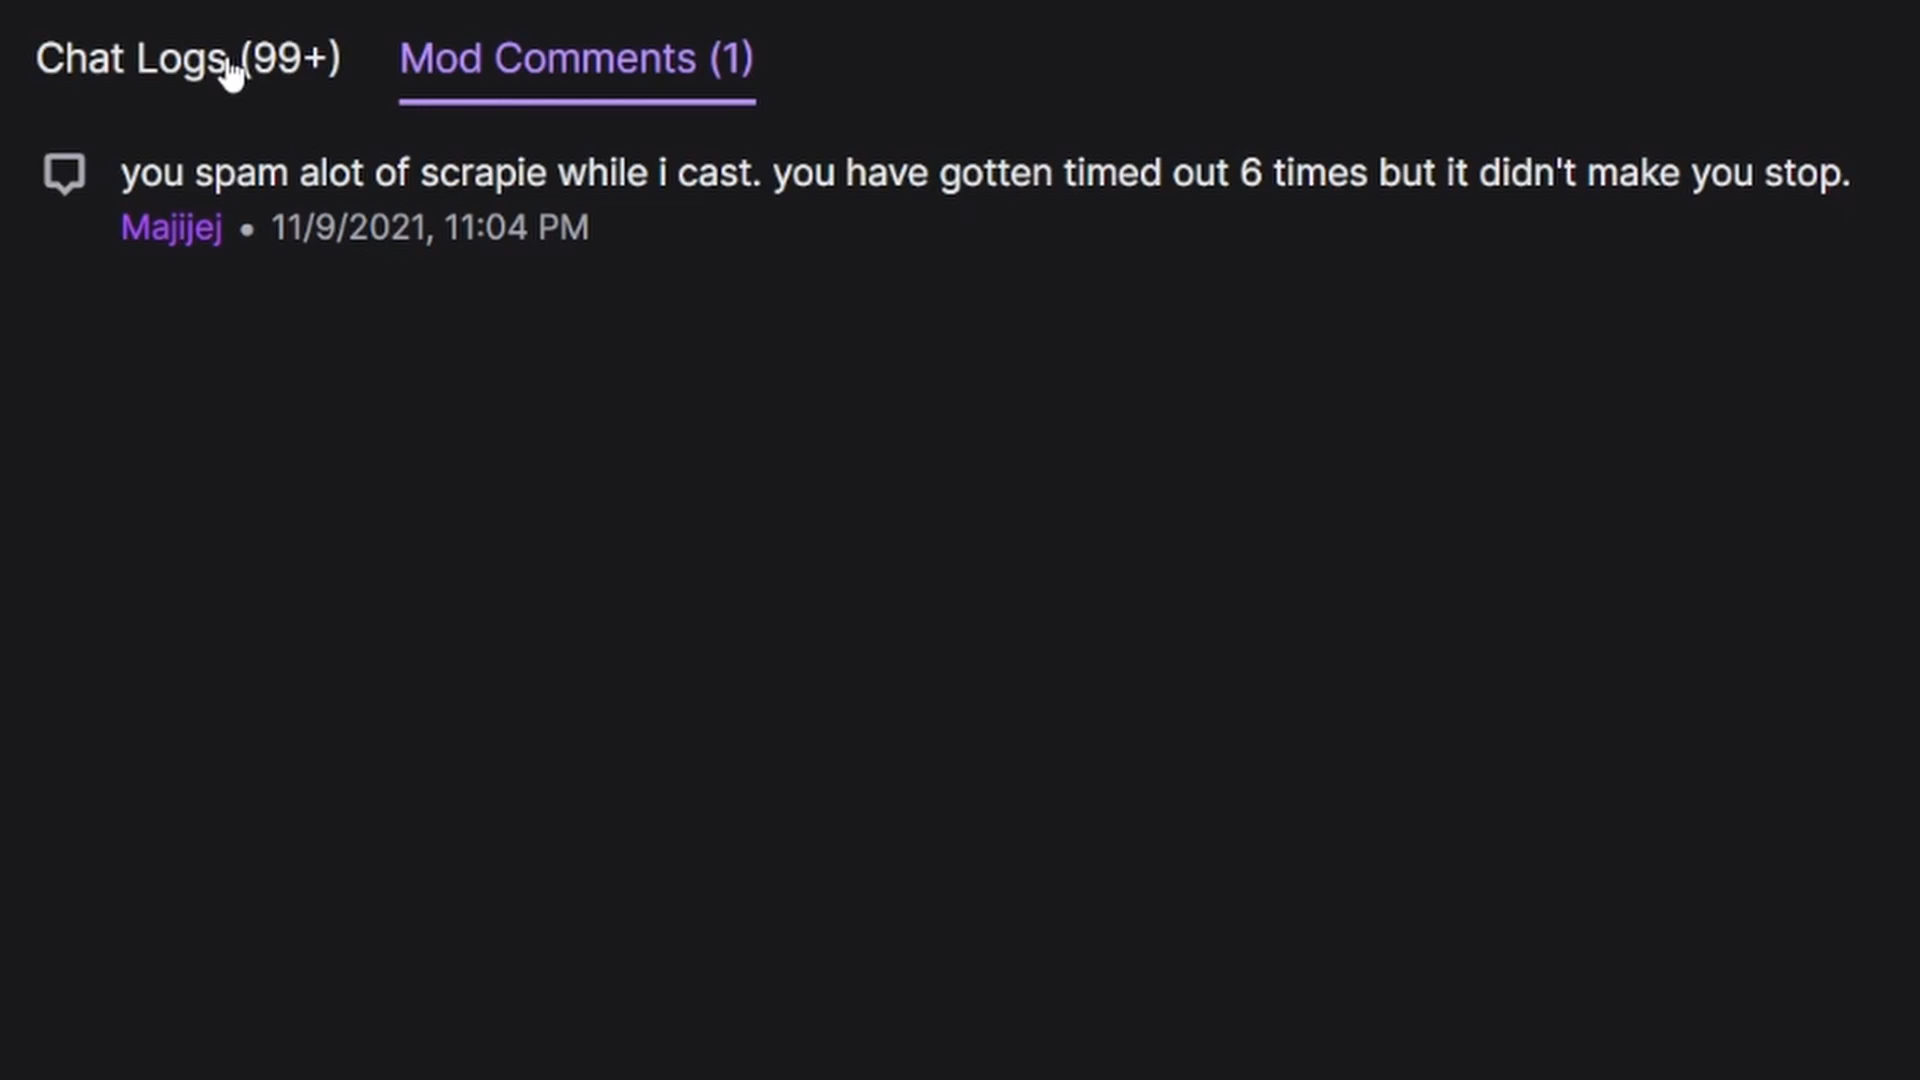 Chat Logs (99+) Mod Comments (1)
you spam alot of scrapie while i cast. you have gotten timed out 6 times but it didn't make you stop.
Majijej • 11/9/2021, 11:04 PM